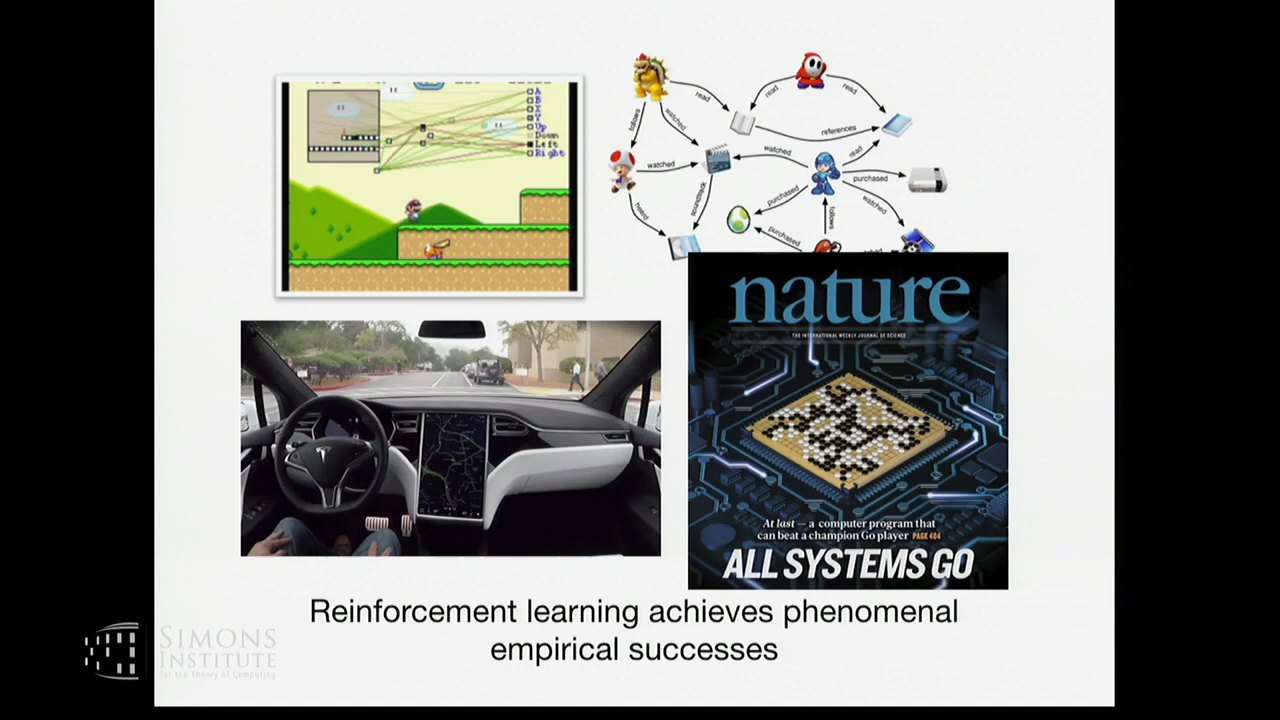 A
B
X
Y
Up
Down
Left
Right
read
read
read
follows
watched
references
watched
watched
read
purchased
heard
soundtrack
purchased
follows
watched
purchased
nature
THE INTERNATIONAL WEEKLY JOURNAL OF SCIENCE
At last — a computer program that
can beat a champion Go player PAGE 484
ALL SYSTEMS GO
Reinforcement learning achieves phenomenal
empirical successes
SIMONS
INSTITUTE
for the Theory of Computing